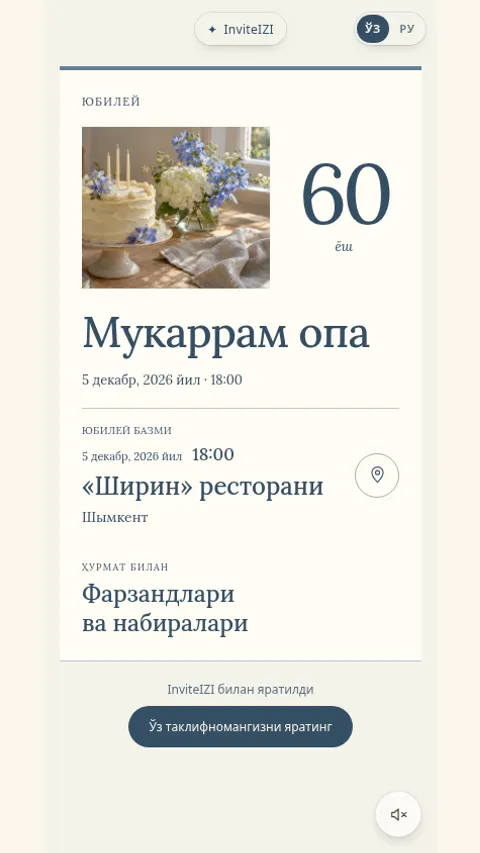 ✦ InviteIZI
ЎЗ РУ
ЮБИЛЕЙ
60
ёш
Мукаррам опа
5 декабр, 2026 йил · 18:00
ЮБИЛЕЙ БАЗМИ
5 декабр, 2026 йил 18:00
«Ширин» ресторани
Шымкент
ҲУРМАТ БИЛАН
Фарзандлари
ва набиралари
InviteIZI билан яратилди
Ўз таклифномангизни яратинг